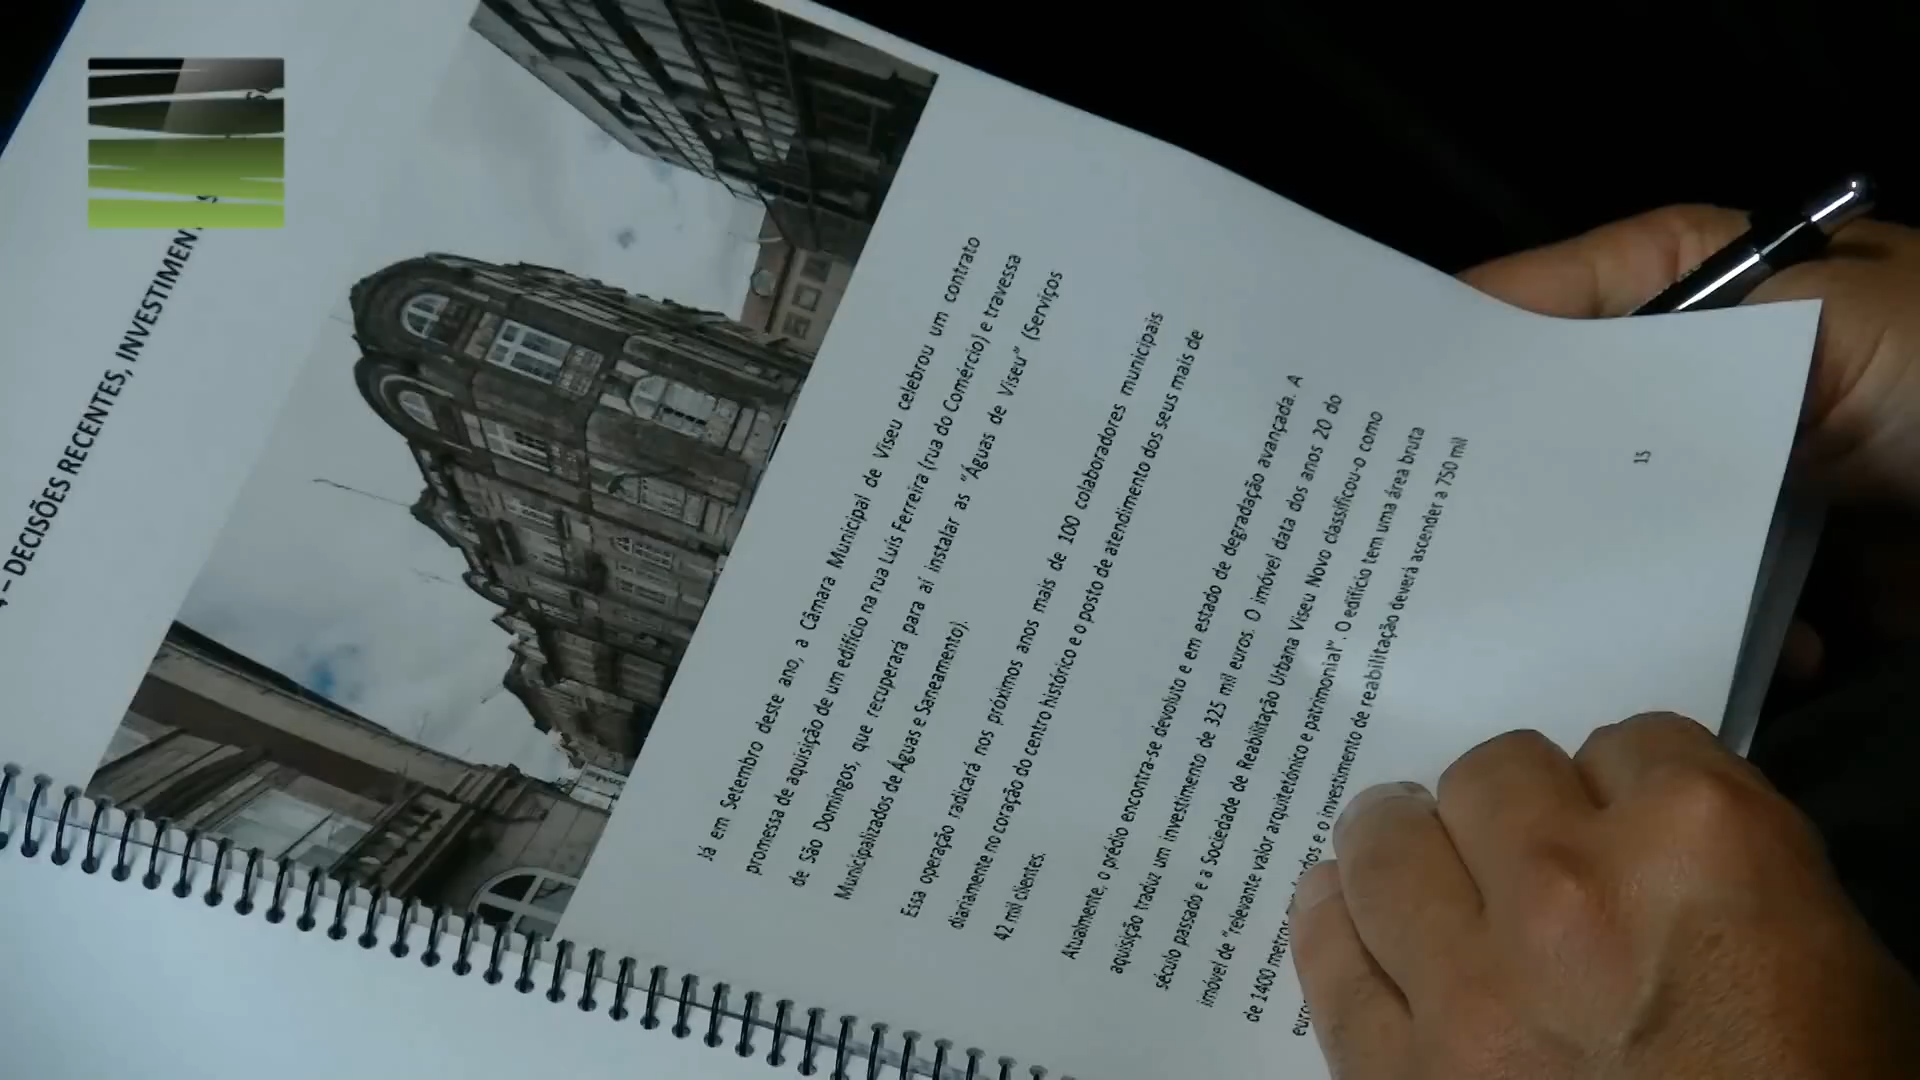 – DECISÕES RECENTES, INVESTIMEN
Já em Setembro deste ano, a Câmara Municipal de Viseu celebrou um contrato
promessa de aquisição de um edifício na rua Luís Ferreira (rua do Comércio) e travessa
de São Domingos, que recuperará para aí instalar as “Águas de Viseu” (Serviços
Municipalizados de Águas e Saneamento).
Essa operação radicará nos próximos anos mais de 100 colaboradores municipais
diariamente no coração do centro histórico e o posto de atendimento dos seus mais de
42 mil clientes.
Atualmente, o prédio encontra-se devoluto e em estado de degradação avançada. A
aquisição traduz um investimento de 325 mil euros. O imóvel data dos anos 20 do
século passado e a Sociedade de Reabilitação Urbana Viseu Novo classificou-o como
imóvel de “relevante valor arquitetónico e patrimonial”. O edifício tem uma área bruta
de 1400 metros e o investimento de reabilitação deverá ascender a 750 mil
15